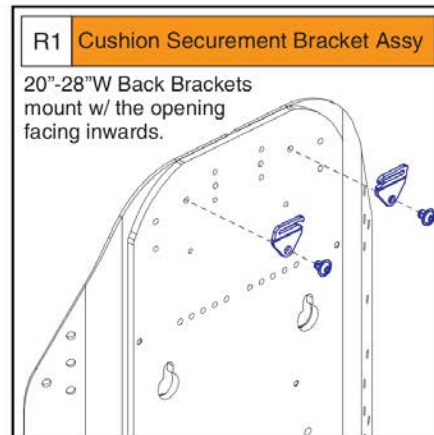 R1 Cushion Securement Bracket Assy
20”-28”W Back Brackets
mount w/ the opening
facing inwards.